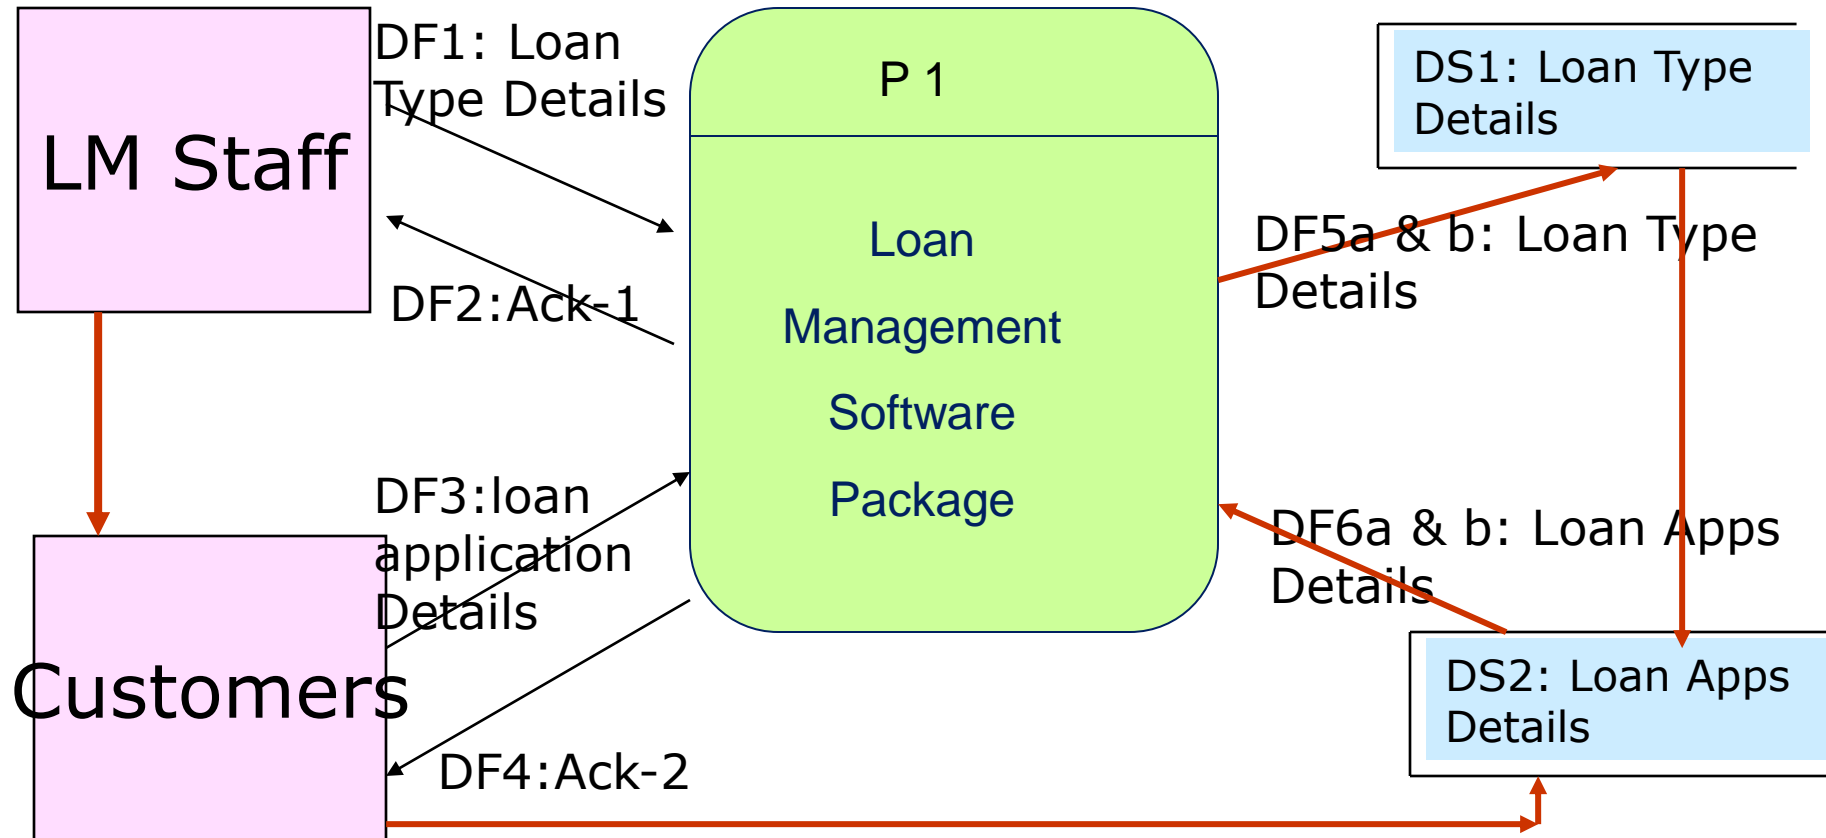 LM Staff
DF1: Loan
Type Details
DF2:Ack-1
P 1
Loan
Management
Software
Package
DS1: Loan Type
Details
DF5a & b: Loan Type
Details
DF3:loan
application
Details
Customers
DF4:Ack-2
DF6a & b: Loan Apps
Details
DS2: Loan Apps
Details